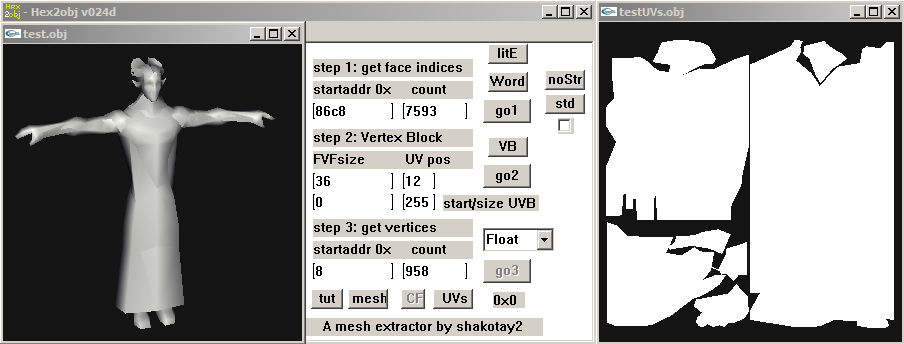 Hex2obj - Hex2obj v024d
test.obj
testUVs.obj
litE
step 1: get face indices
Word
noStr
startaddr 0x count
std
[86c8 ] [7593 ]
go1
step 2: Vertex Block
VB
FVFsize UV pos
go2
[36 ] [12 ]
[0 ] [255 ] start/size UVB
step 3: get vertices
Float
startaddr 0x count
[8 ] [958 ]
go3
tut mesh CF UVs 0x0
A mesh extractor by shakotay2